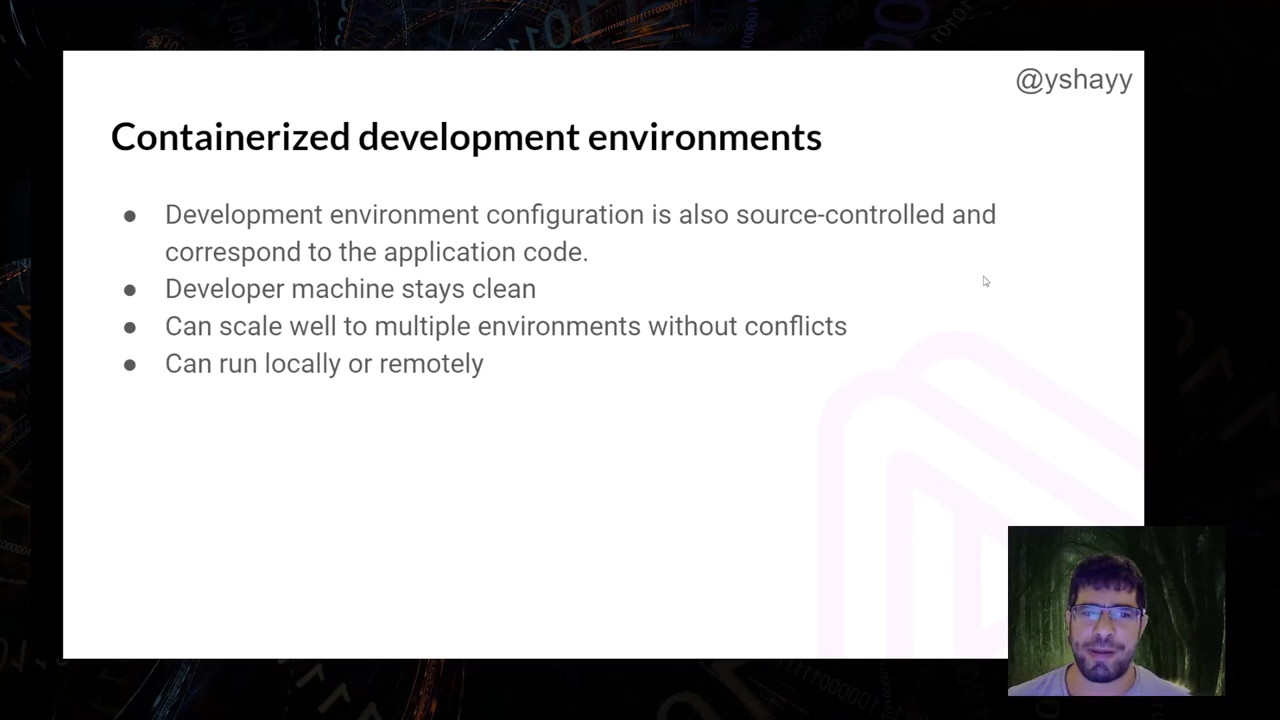 @yshayy
Containerized development environments
● Development environment configuration is also source-controlled and
correspond to the application code.
● Developer machine stays clean
● Can scale well to multiple environments without conflicts
● Can run locally or remotely